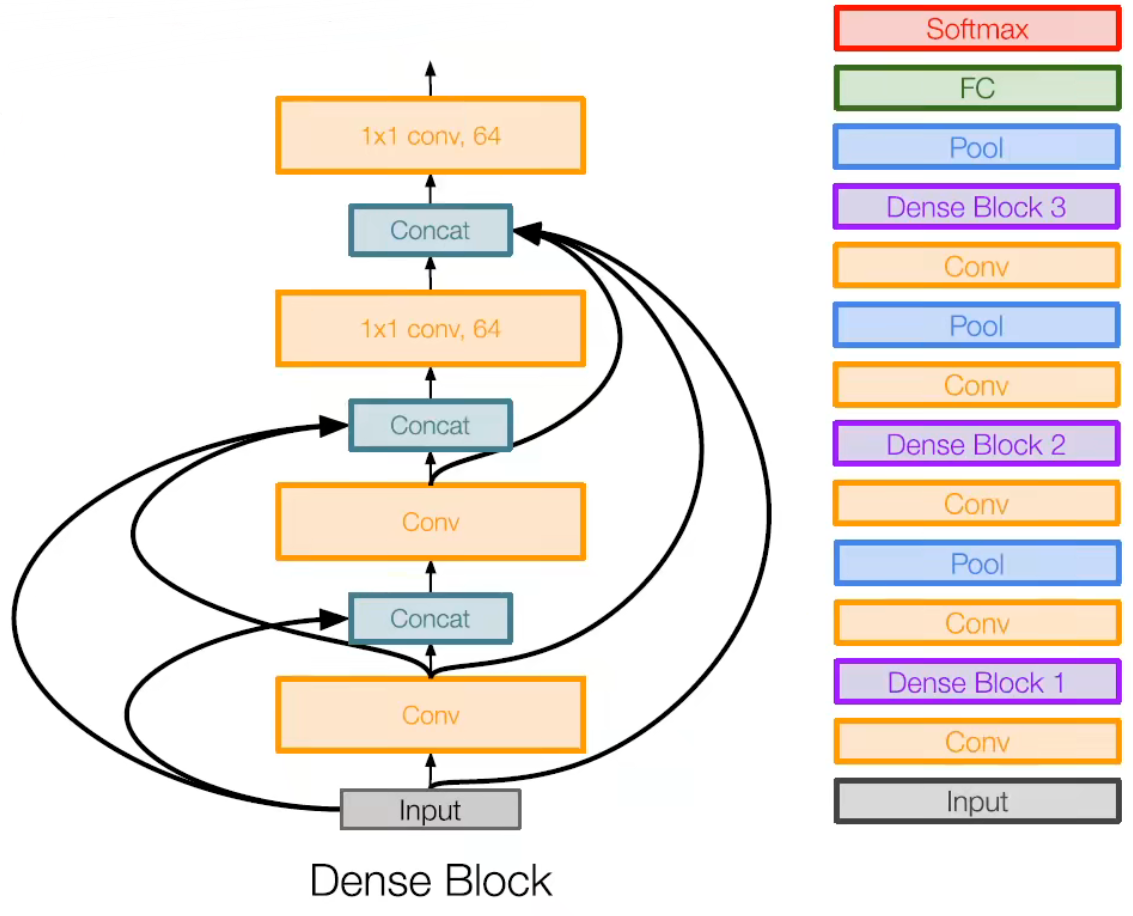 1x1 conv, 64
Concat
1x1 conv, 64
Concat
Conv
Concat
Conv
Input
Dense Block
Softmax
FC
Pool
Dense Block 3
Conv
Pool
Conv
Dense Block 2
Conv
Pool
Conv
Dense Block 1
Conv
Input